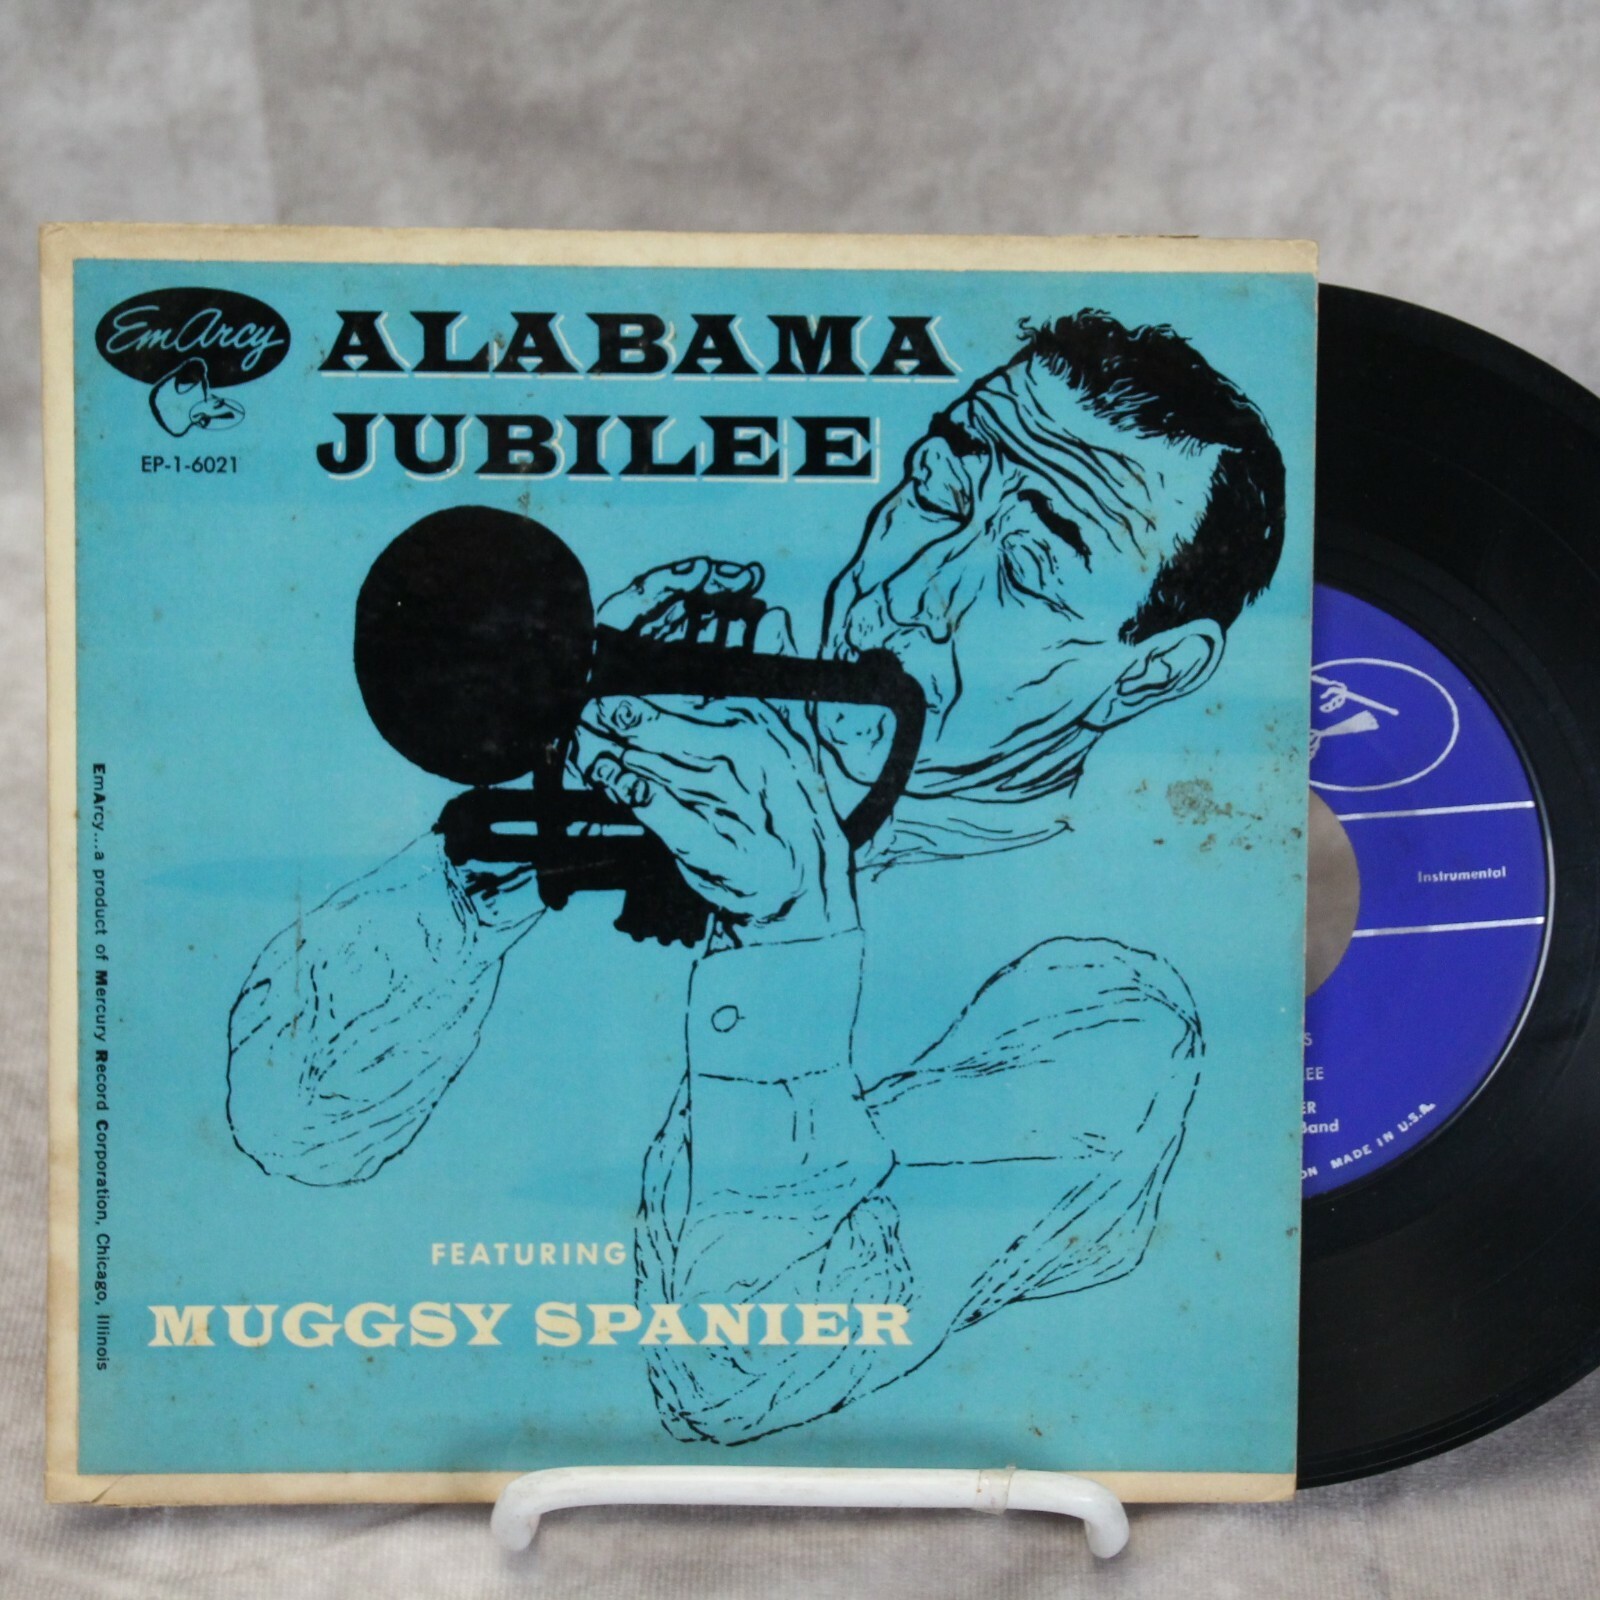 EmArcy
ALABAMA
JUBILEE
EP-1-6021
EmArcy...a product of Mercury Record Corporation, Chicago, Illinois
FEATURING
MUGGSY SPANIER
Instrumental
S
EE
ER
Band
ON MADE IN U.S.A.